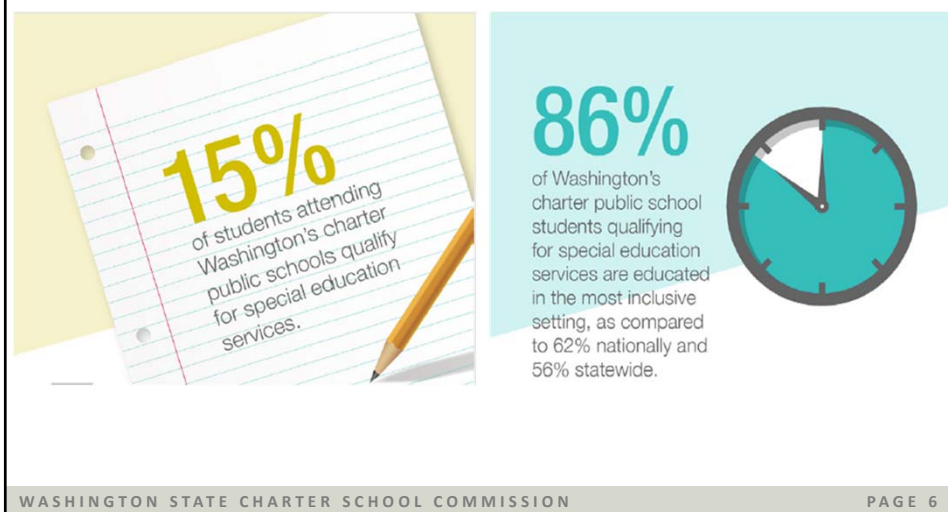 15%
of students attending
Washington's charter
public schools qualify
for special education
services.
86%
of Washington's
charter public school
students qualifying
for special education
services are educated
in the most inclusive
setting, as compared
to 62% nationally and
56% statewide.
WASHINGTON STATE CHARTER SCHOOL COMMISSION PAGE 6